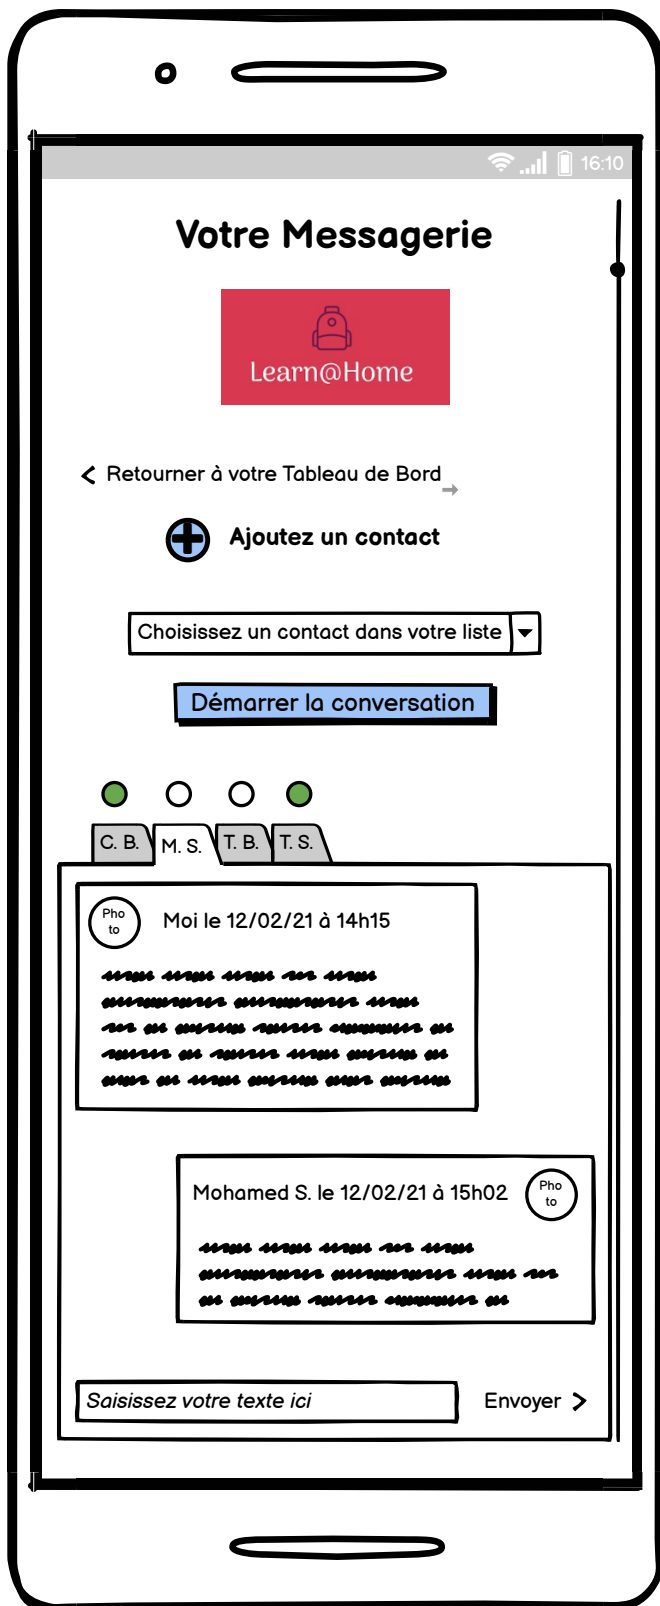 16:10
Votre Messagerie
Learn@Home
Retourner à votre Tableau de Bord
Ajoutez un contact
Choisissez un contact dans votre liste
Démarrer la conversation
C. B. M. S. T. B. T. S.
Pho
to
Moi le 12/02/21 à 14h15
Mohamed S. le 12/02/21 à 15h02
Pho
to
Saisissez votre texte ici
Envoyer